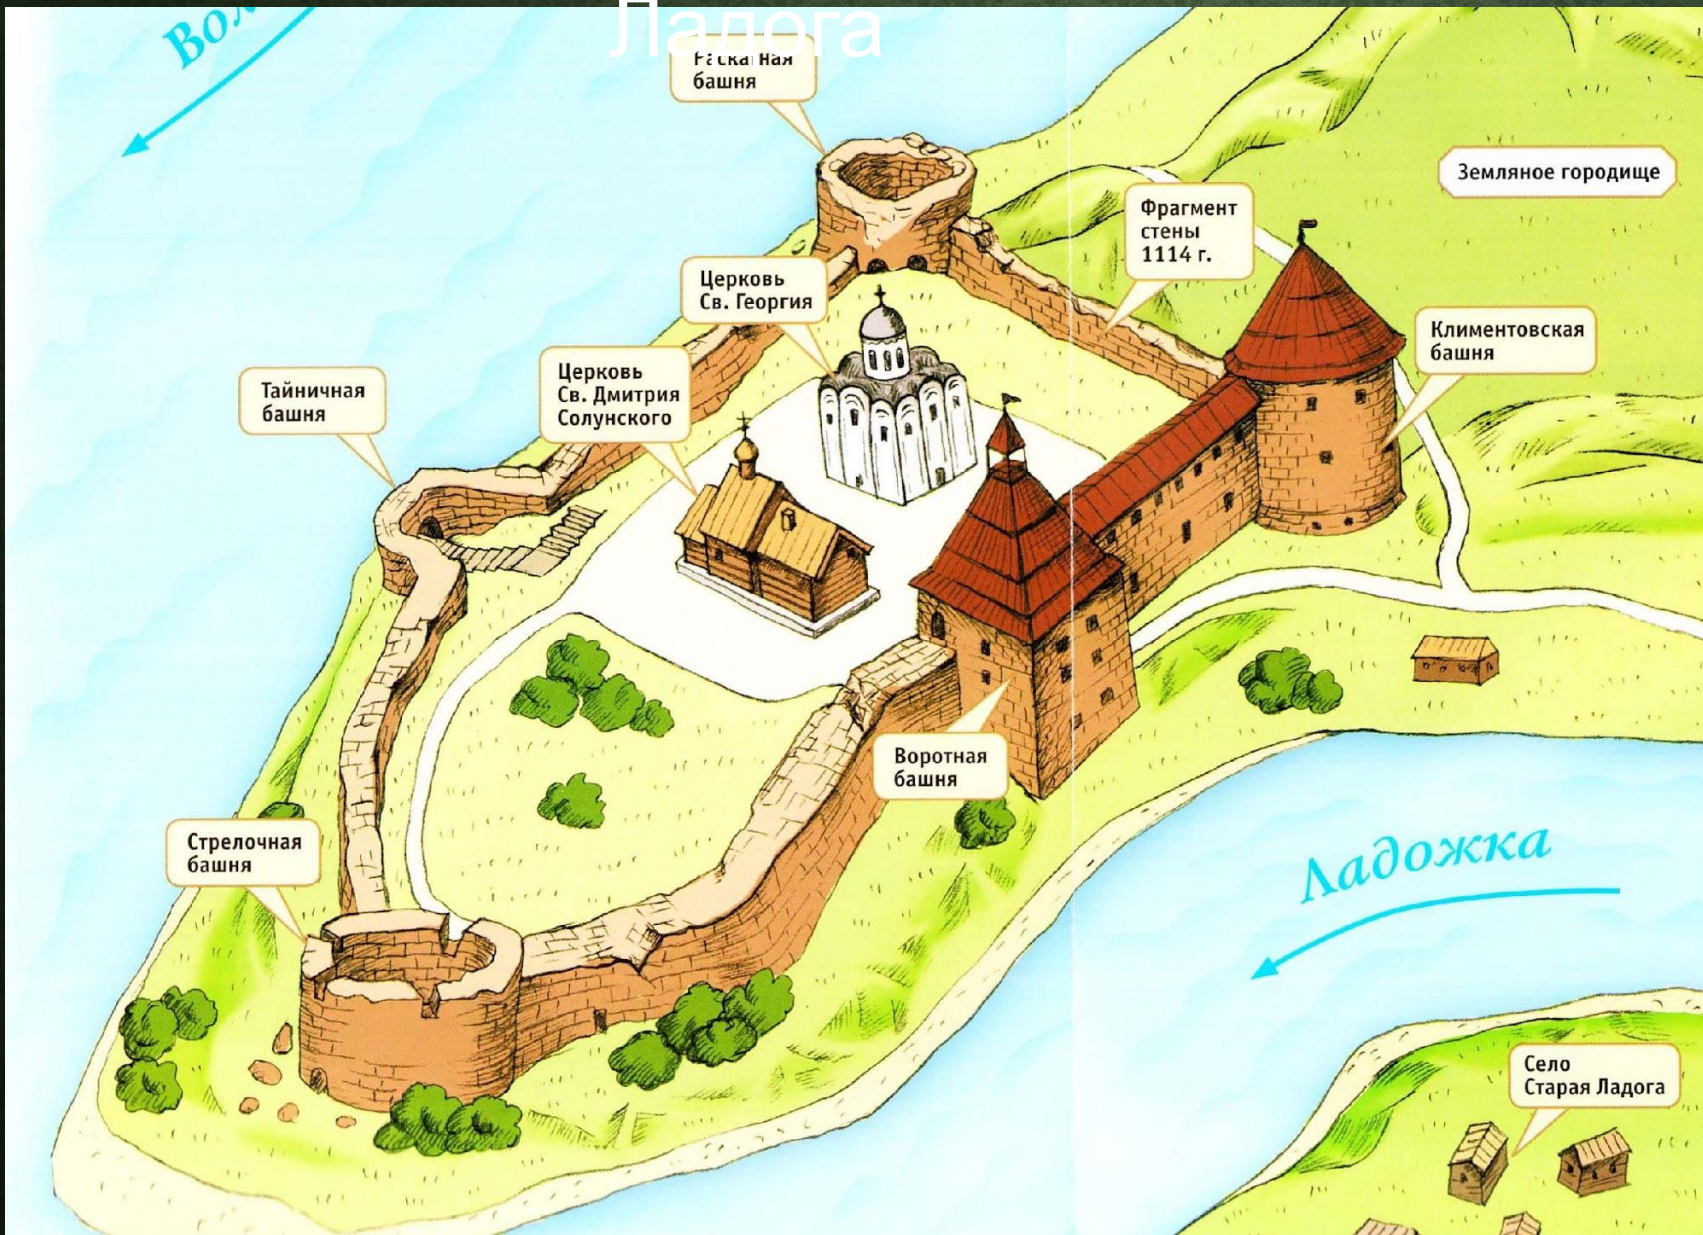 Ладога
Раскатная
башня
Земляное городище
Фрагмент
стены
1114 г.
Церковь
Св. Георгия
Климентовская
башня
Церковь
Св. Дмитрия
Солунского
Тайничная
башня
Воротная
башня
Стрелочная
башня
Ладожка
Село
Старая Ладога